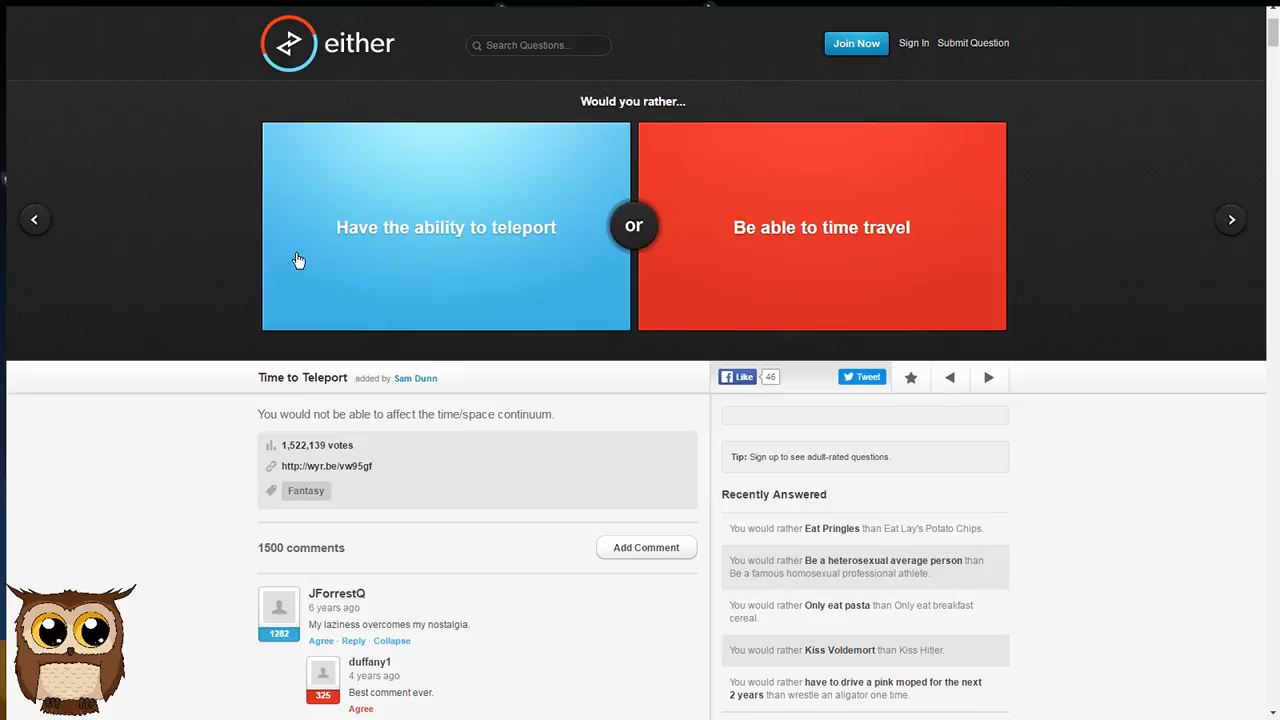 either
Search Questions...
Join Now
Sign In
Submit Question
Would you rather...
Have the ability to teleport
or
Be able to time travel
Time to Teleport added by Sam Dunn
Like 46
Tweet
You would not be able to affect the time/space continuum.
1,522,139 votes
http://wyr.be/vw95gf
Fantasy
1500 comments
Add Comment
JForrestQ
6 years ago
1282
My laziness overcomes my nostalgia.
Agree · Reply · Collapse
duffany1
4 years ago
325
Best comment ever.
Agree
Tip: Sign up to see adult-rated questions.
Recently Answered
You would rather Eat Pringles than Eat Lay's Potato Chips.
You would rather Be a heterosexual average person than
Be a famous homosexual professional athlete.
You would rather Only eat pasta than Only eat breakfast
cereal.
You would rather Kiss Voldemort than Kiss Hitler.
You would rather have to drive a pink moped for the next
2 years than wrestle an alligator one time.